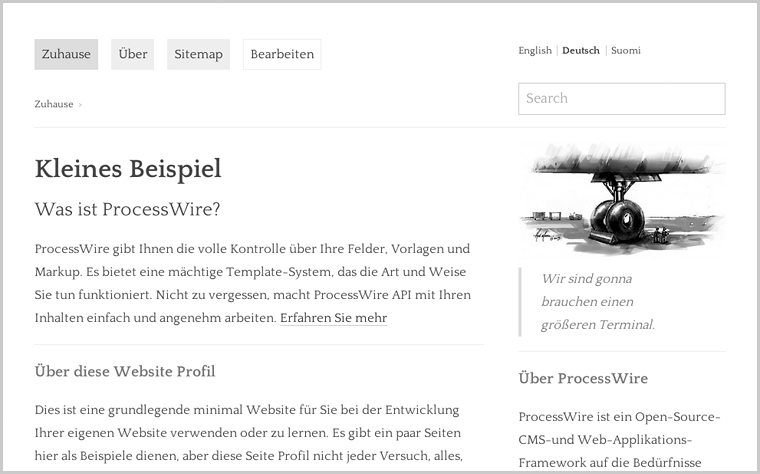 Zuhause Über Sitemap Bearbeiten
English Deutsch Suomi
Search
Zuhause >
Kleines Beispiel
Was ist ProcessWire?
ProcessWire gibt Ihnen die volle Kontrolle über Ihre Felder, Vorlagen und
Markup. Es bietet eine mächtige Template-System, das die Art und Weise
Sie tun funktioniert. Nicht zu vergessen, macht ProcessWire API mit Ihren
Inhalten einfach und angenehm arbeiten. Erfahren Sie mehr
Über diese Website Profil
Dies ist eine grundlegende minimal Website für Sie bei der Entwicklung
Ihrer eigenen Website verwenden oder zu lernen. Es gibt ein paar Seiten
hier als Beispiele dienen, aber diese Seite Profil nicht jeder Versuch, alles,
Wir sind gonna
brauchen einen
größeren Terminal.
Über ProcessWire
ProcessWire ist ein Open-Source-
CMS-und Web-Applikations-
Framework auf die Bedürfnisse